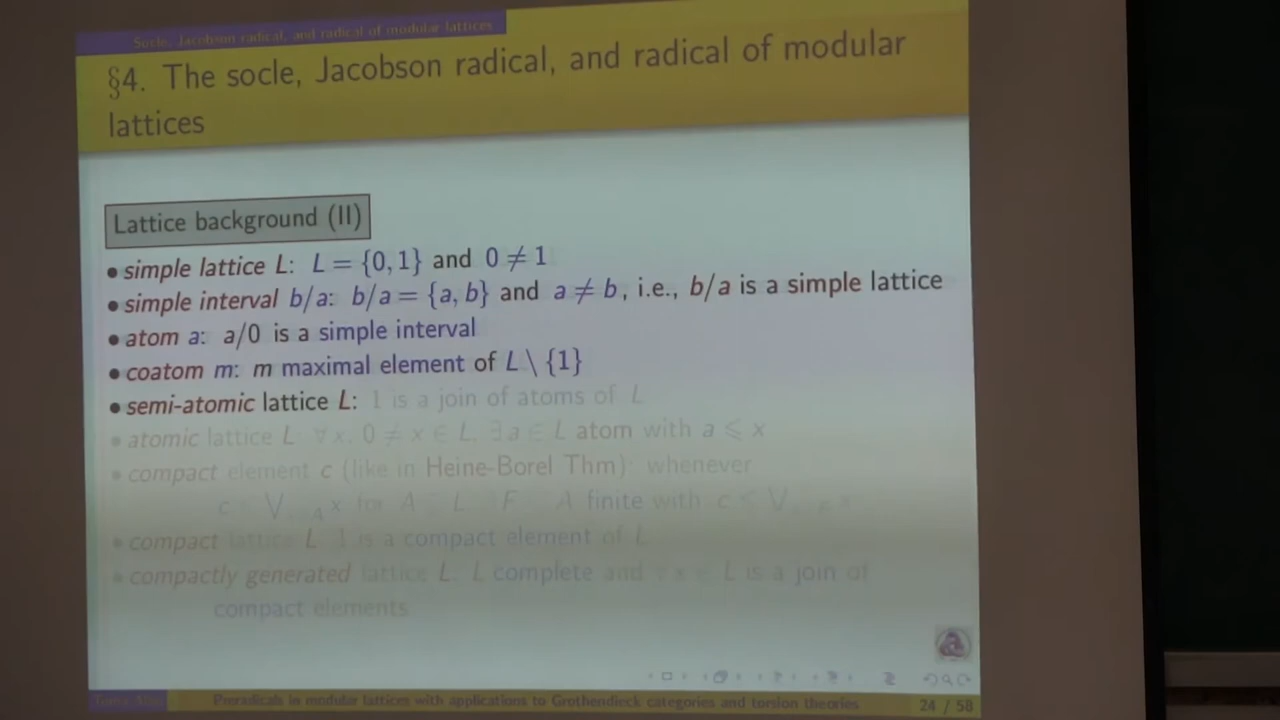 Socle, Jacobson radical, and radical of modular lattices
§4. The socle, Jacobson radical, and radical of modular
lattices
Lattice background (II)
• simple lattice L: L = {0, 1} and 0 ≠ 1
• simple interval b/a: b/a = {a, b} and a ≠ b, i.e., b/a is a simple lattice
• atom a: a/0 is a simple interval
• coatom m: m maximal element of L \ {1}
• semi-atomic lattice L: 1 is a join of atoms of L
• atomic lattice L: ∀x, 0 ≠ x ∈ L, ∃a ∈ L atom with a ⩽ x
• compact element c (like in Heine-Borel Thm): whenever
for finite with
• compact lattice L 1 is a compact element of L
• compactly generated lattice L: L complete and ∀x ∈ L is a join of
compact elements
Preradicals in modular lattices with applications to Grothendieck categories and torsion theories
24 / 58